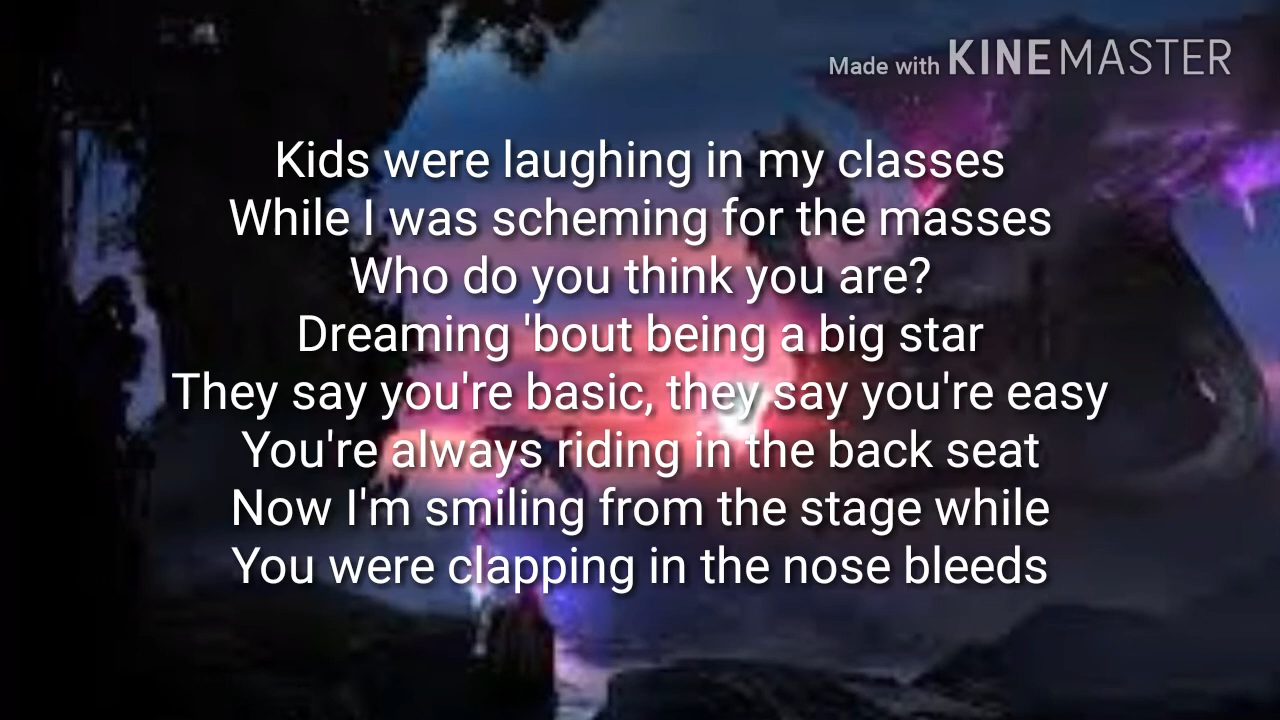 Made with KINEMASTER
Kids were laughing in my classes
While I was scheming for the masses
Who do you think you are?
Dreaming 'bout being a big star
They say you're basic, they say you're easy
You're always riding in the back seat
Now I'm smiling from the stage while
You were clapping in the nose bleeds